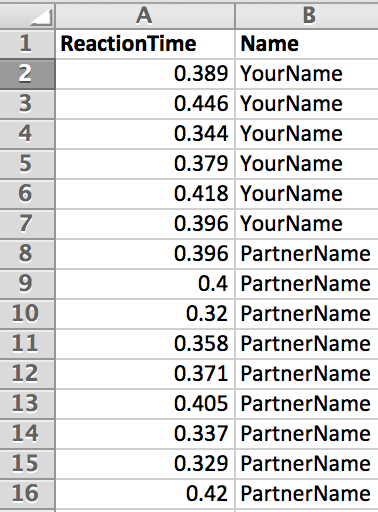 A B
1 ReactionTime Name
2 0.389 YourName
3 0.446 YourName
4 0.344 YourName
5 0.379 YourName
6 0.418 YourName
7 0.396 YourName
8 0.396 PartnerName
9 0.4 PartnerName
10 0.32 PartnerName
11 0.358 PartnerName
12 0.371 PartnerName
13 0.405 PartnerName
14 0.337 PartnerName
15 0.329 PartnerName
16 0.42 PartnerName